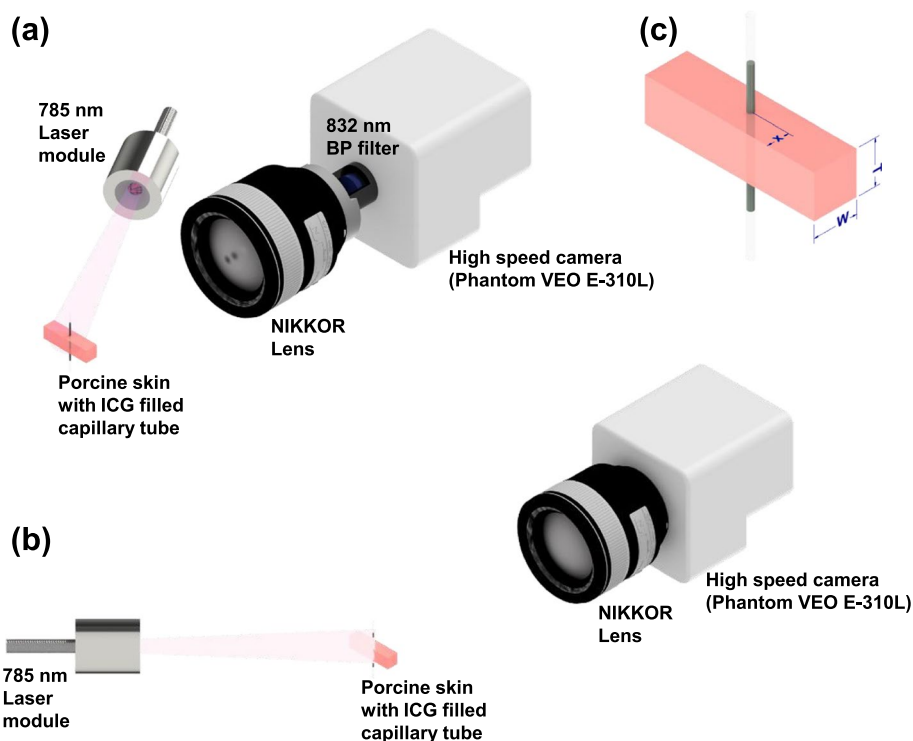 (a)
785 nm
Laser
module
832 nm
BP filter
High speed camera
(Phantom VEO E-310L)
NIKKOR
Lens
Porcine skin
with ICG filled
capillary tube
(c)
x
T
W
(b)
785 nm
Laser
module
Porcine skin
with ICG filled
capillary tube
NIKKOR
Lens
High speed camera
(Phantom VEO E-310L)